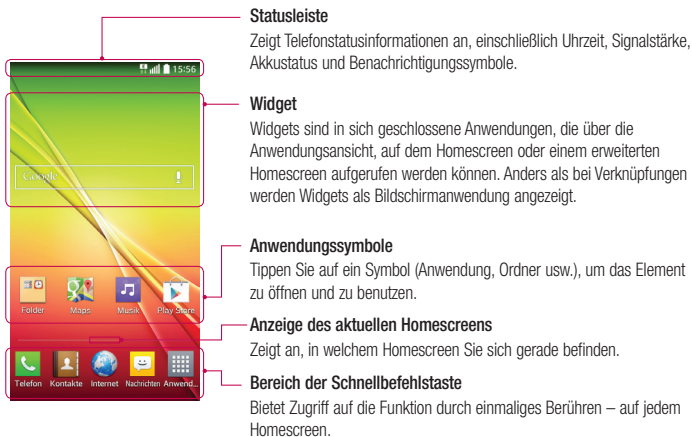 Statusleiste
Zeigt Telefonstatusinformationen an, einschließlich Uhrzeit, Signalstärke,
Akkustatus und Benachrichtigungssymbole.
15:56
Widget
Widgets sind in sich geschlossene Anwendungen, die über die
Anwendungsansicht, auf dem Homescreen oder einem erweiterten
Homescreen aufgerufen werden können. Anders als bei Verknüpfungen
werden Widgets als Bildschirmanwendung angezeigt.
Google
Anwendungssymbole
Tippen Sie auf ein Symbol (Anwendung, Ordner usw.), um das Element
zu öffnen und zu benutzen.
Folder Maps Musik Play Store
Anzeige des aktuellen Homescreens
Zeigt an, in welchem Homescreen Sie sich gerade befinden.
Telefon Kontakte Internet Nachrichten Anwend...
Bereich der Schnellbefehlstaste
Bietet Zugriff auf die Funktion durch einmaliges Berühren – auf jedem
Homescreen.